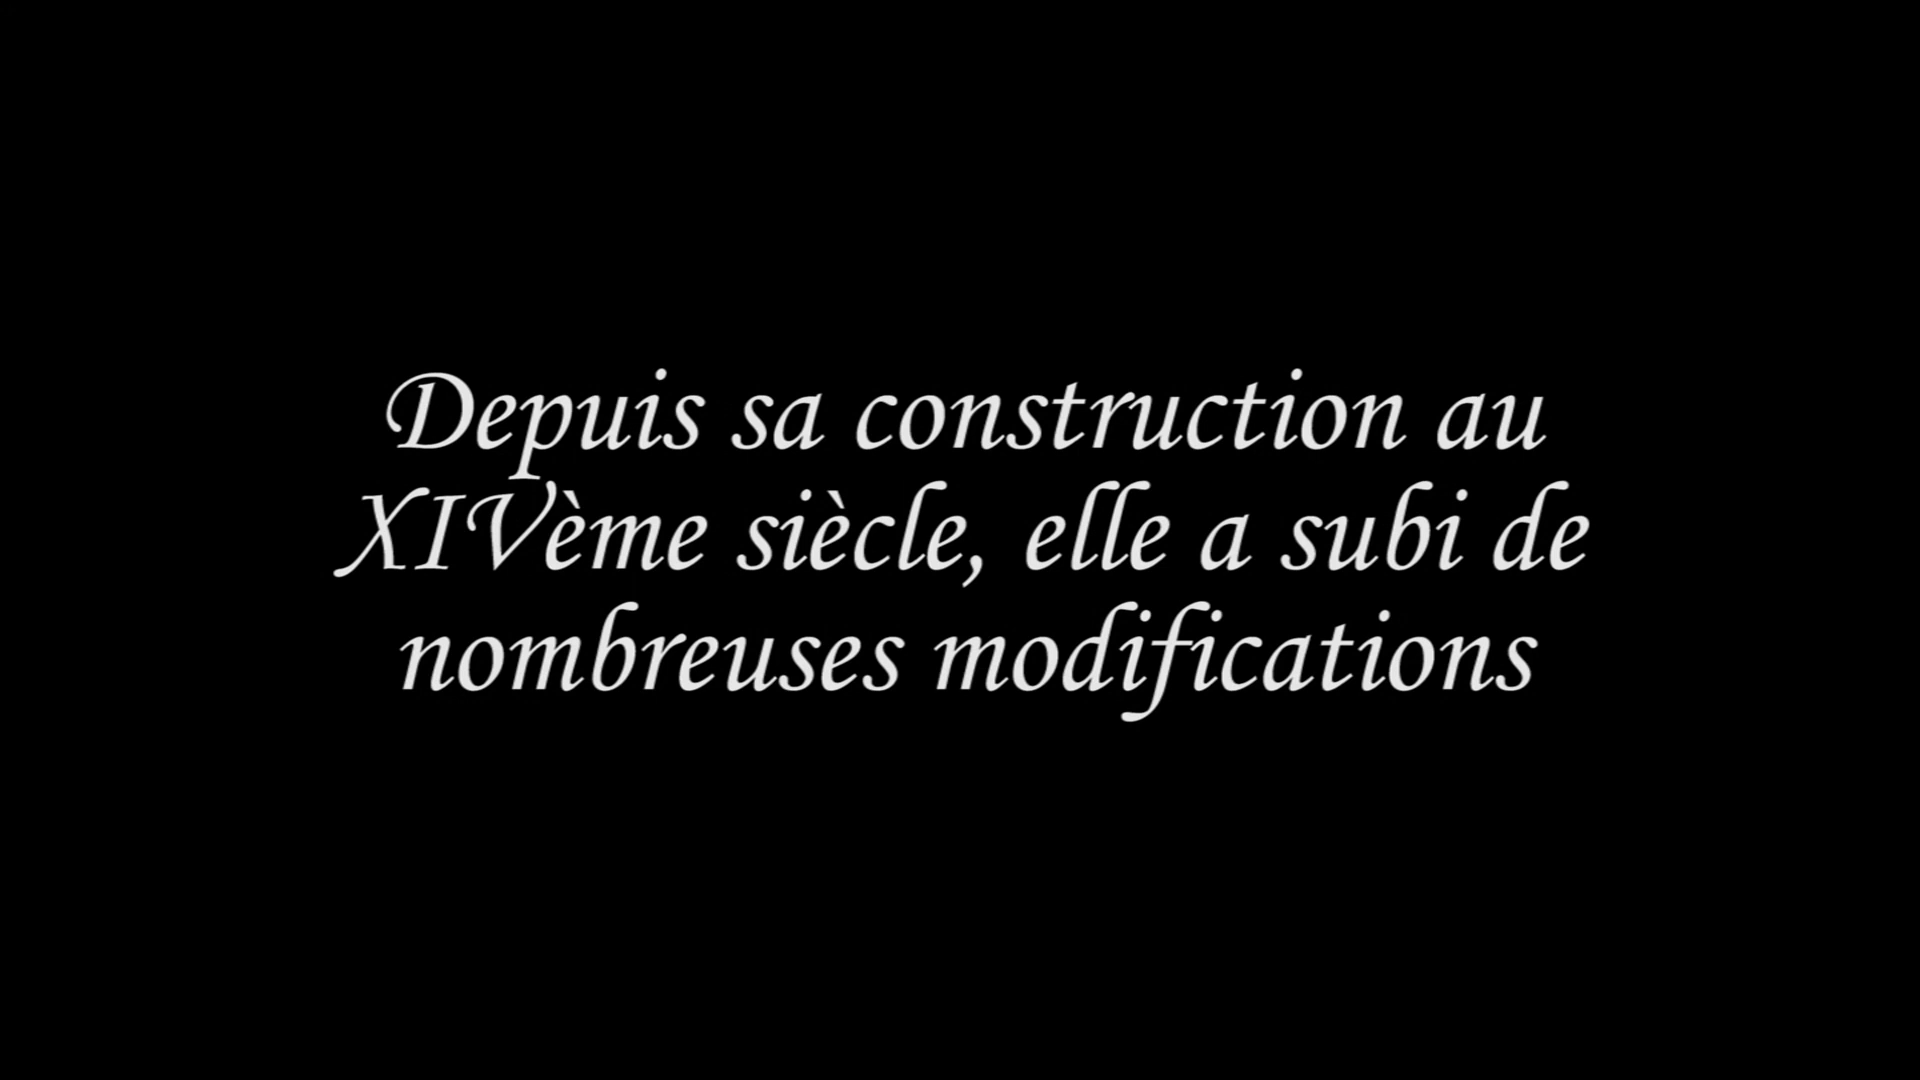 Depuis sa construction au
XIVème siècle, elle a subi de
nombreuses modifications